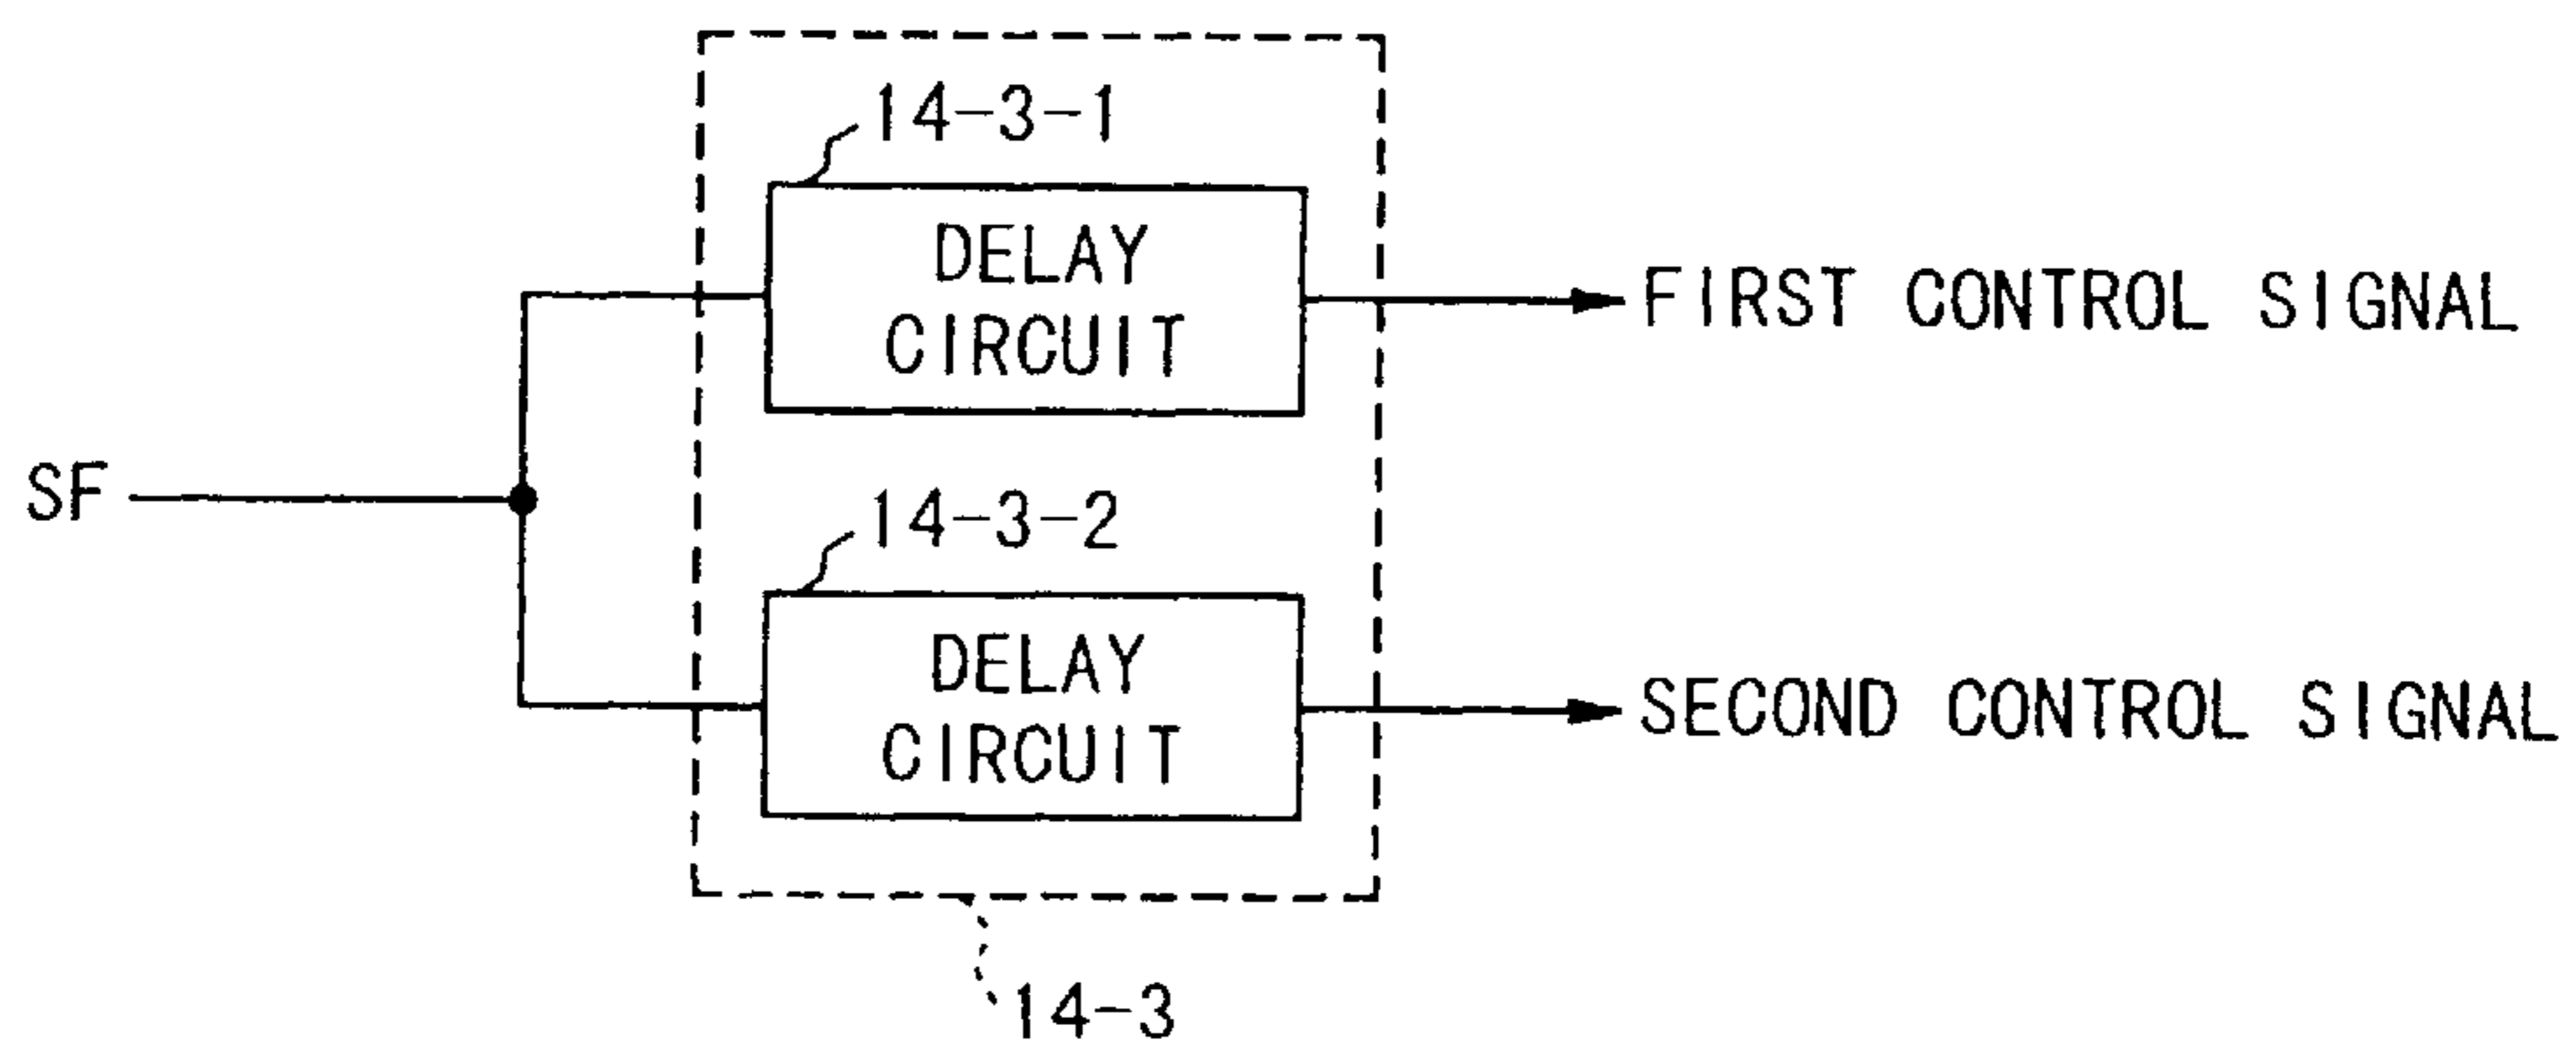 14-3-1
DELAY
CIRCUIT
FIRST CONTROL SIGNAL
SF
14-3-2
DELAY
CIRCUIT
SECOND CONTROL SIGNAL
14-3